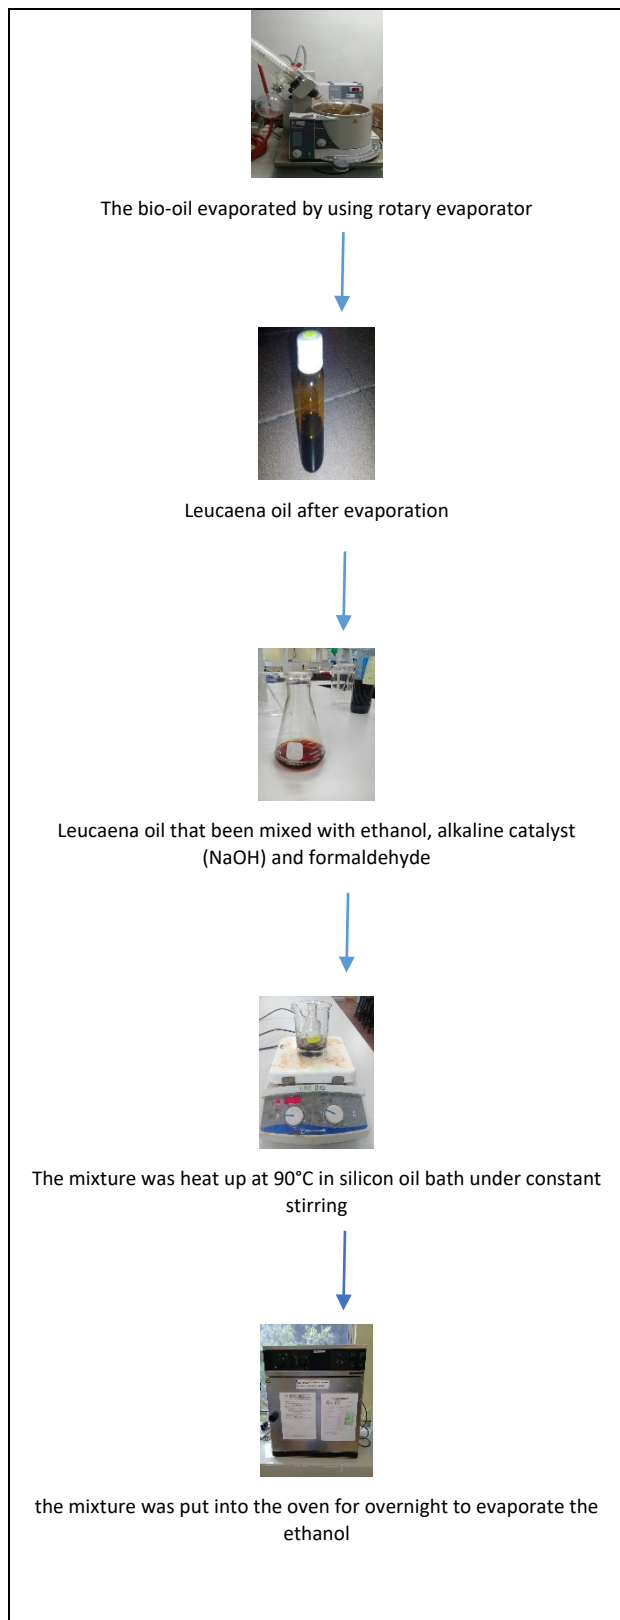 The bio-oil evaporated by using rotary evaporator
Leucaena oil after evaporation
Leucaena oil that been mixed with ethanol, alkaline catalyst
(NaOH) and formaldehyde
The mixture was heat up at 90°C in silicon oil bath under constant
stirring
the mixture was put into the oven for overnight to evaporate the
ethanol